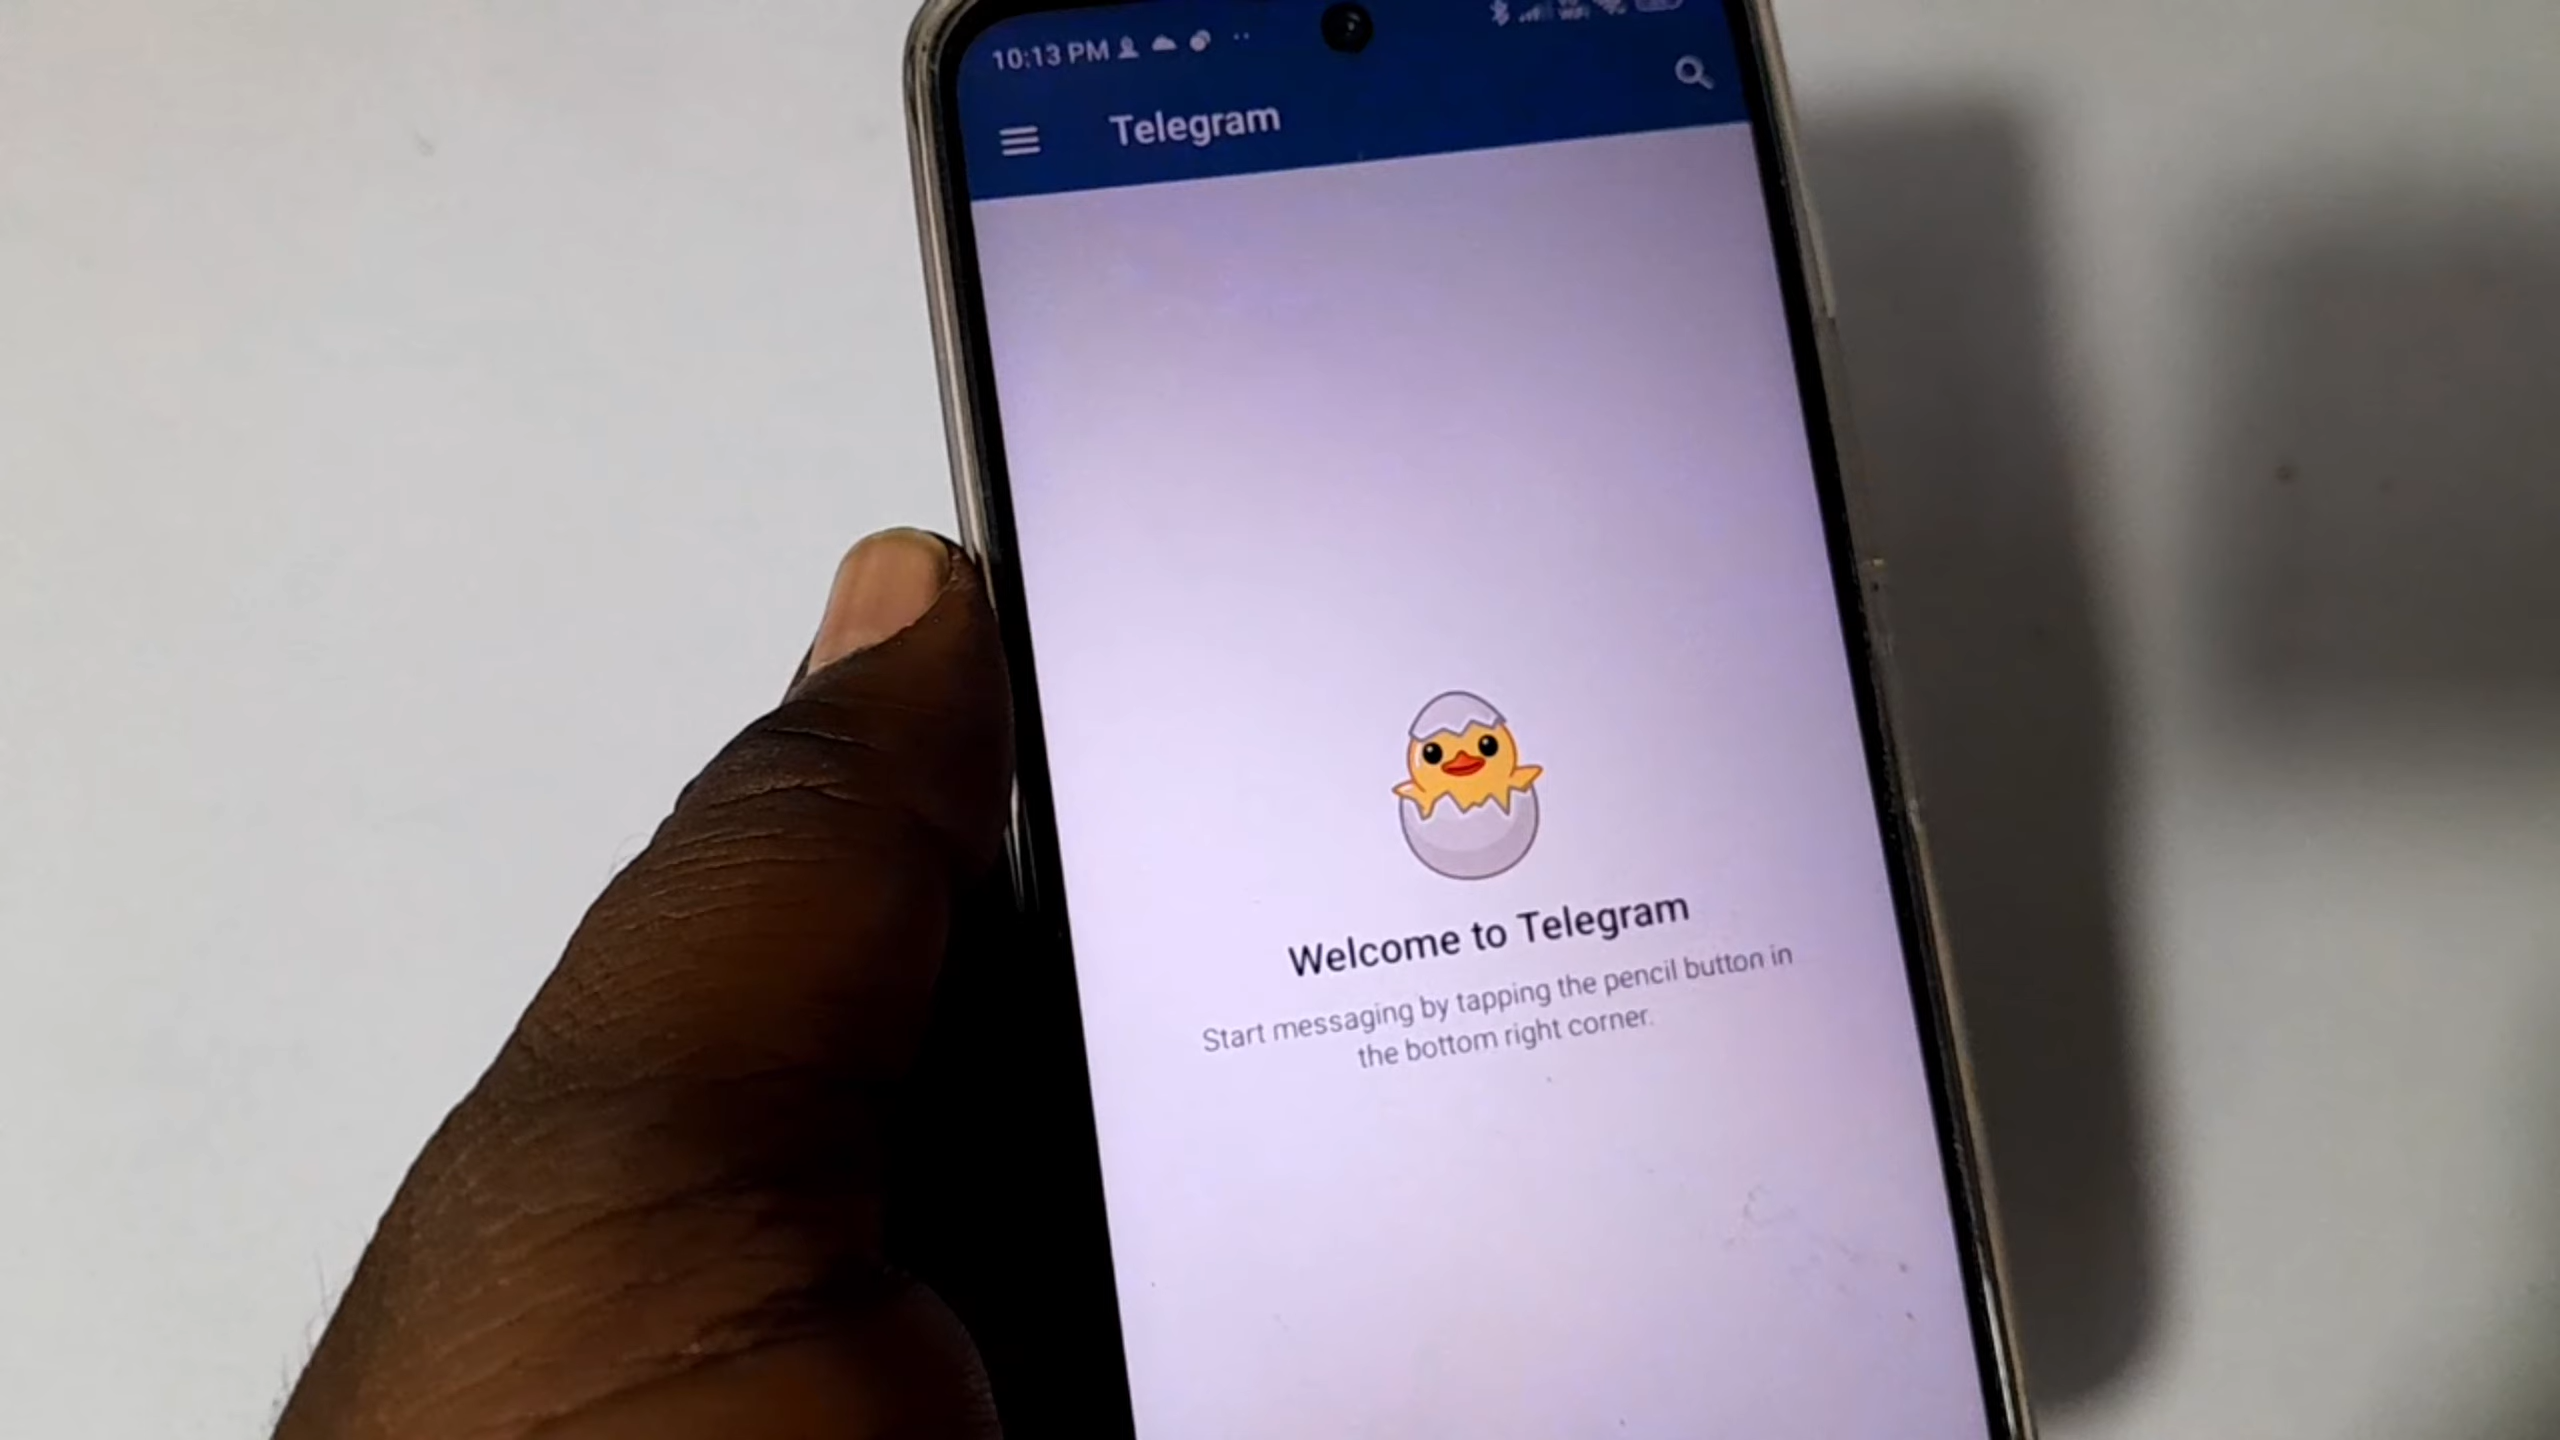 10:13 PM
Telegram
Welcome to Telegram
Start messaging by tapping the pencil button in
the bottom right corner.